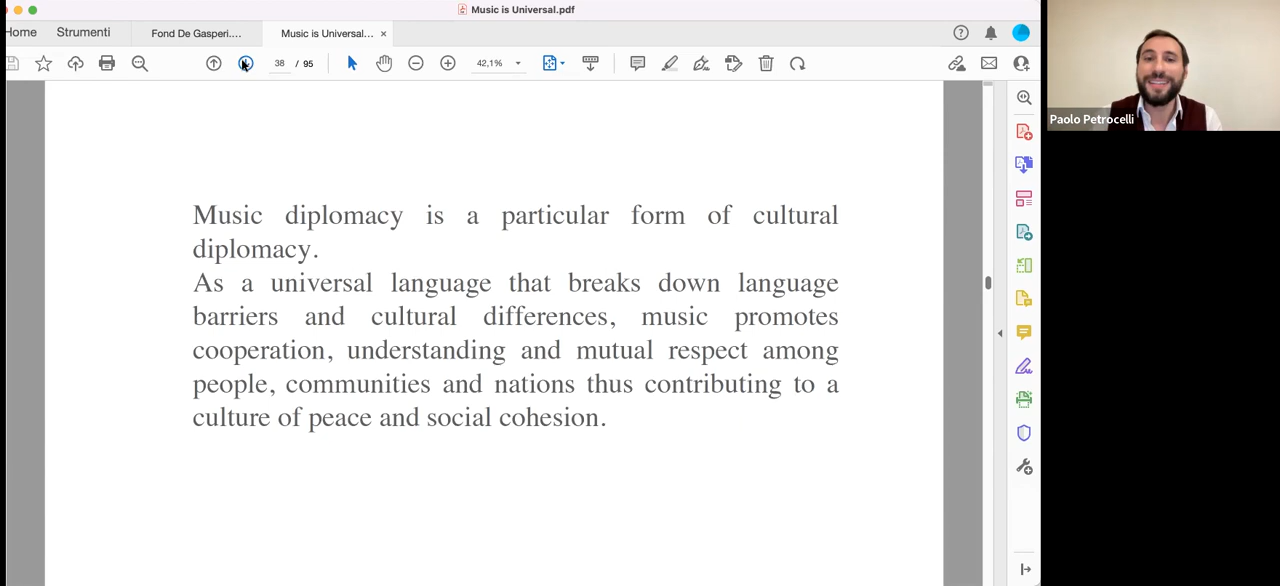 Music is Universal.pdf
Home Strumenti Fond De Gasperi.... Music is Universal... ×
38 / 95 42,1%
Paolo Petrocelli
Music diplomacy is a particular form of cultural
diplomacy.
As a universal language that breaks down language
barriers and cultural differences, music promotes
cooperation, understanding and mutual respect among
people, communities and nations thus contributing to a
culture of peace and social cohesion.